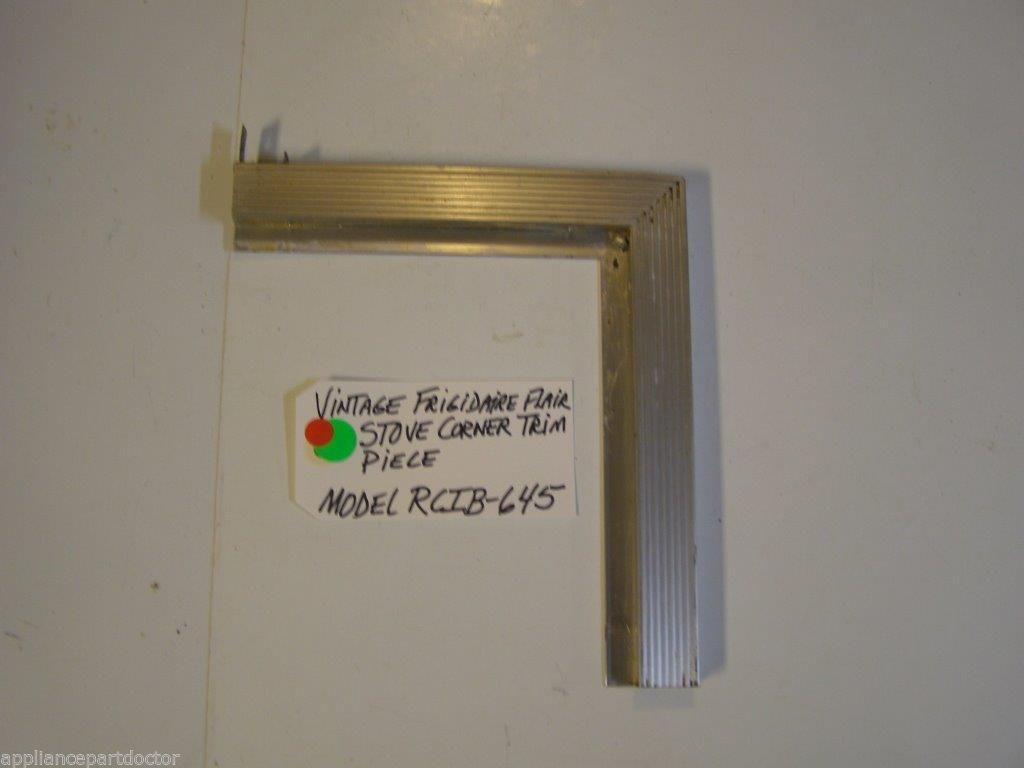 VINTAGE FRIGIDAIRE FLAIR
STOVE CORNER TRIM
PIECE
MODEL RCIB-645
appliancepartdoctor